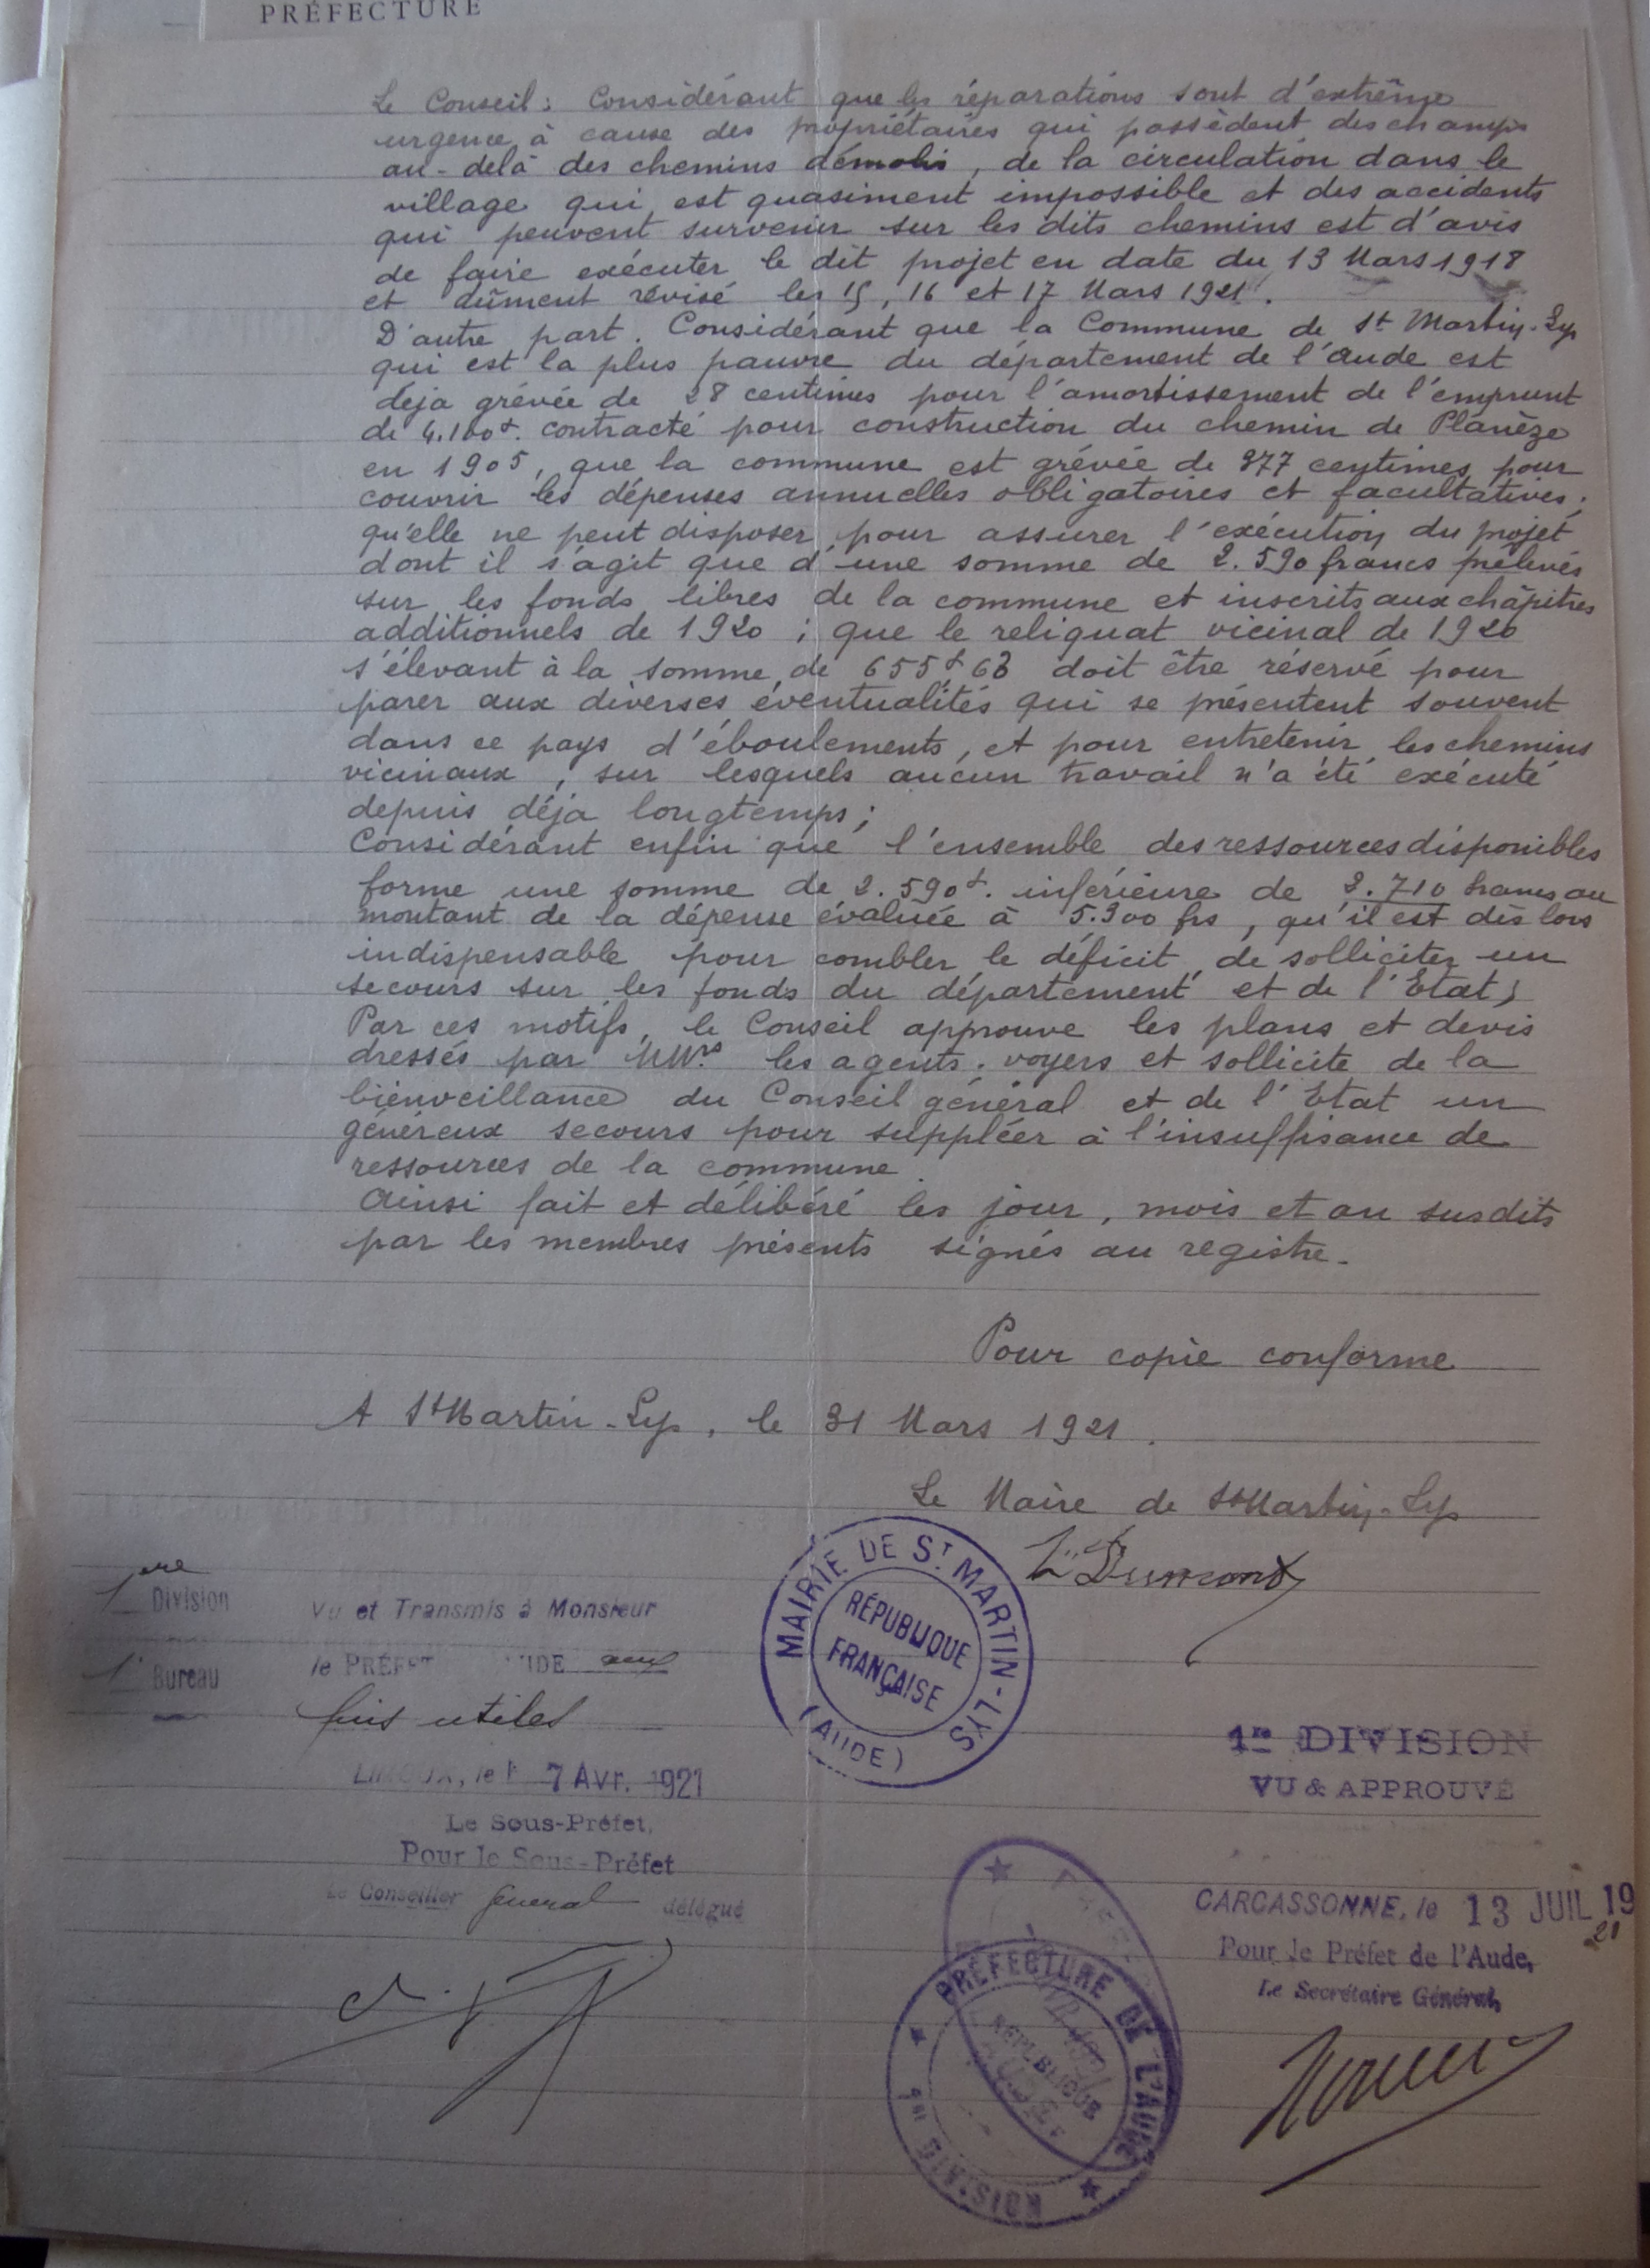 PRÉFECTURE
Le Conseil : Considérant que les réparations sont d'extrême
urgence à cause des propriétaires qui possèdent des champs
au-delà des chemins démolis, de la circulation dans le
village qui est quasiment impossible et des accidents
qui peuvent survenir sur les dits chemins est d'avis
de faire exécuter le dit projet en date du 13 Mars 1918
et dûment révisé les 15, 16 et 17 Mars 1921.
D'autre part. Considérant que la Commune de St Martin-Lys
qui est la plus pauvre du département de l'Aude est
déja grévée de 28 centimes pour l'amortissement de l'emprunt
de 4.100f. contracté pour construction du chemin de Planèze
en 1905, que la commune est grévée de 377 centimes pour
couvrir les dépenses annuelles obligatoires et facultatives ;
qu'elle ne peut disposer pour assurer l'exécution du projet
dont il s'agit que d'une somme de 2.590 francs prélevés
sur les fonds libres de la commune et inscrits aux châpitres
additionnels de 1920 ; que le reliquat vicinal de 1920
s'élevant à la somme de 655f 63 doit être réservé pour
parer aux diverses éventualités qui se présentent souvent
dans ce pays d'éboulements, et pour entretenir les chemins
vicinaux, sur lesquels aucun travail n'a été exécuté
depuis déjà longtemps ;
Considérant enfin que l'ensemble des ressources disponibles
forme une somme de 2.590f. inférieure de 2.710 francs au
montant de la dépense évaluée à 5.300 frs, qu'il est dès lors
indispensable pour combler le déficit, de solliciter un
secours sur les fonds du département et de l'Etat ;
Par ces motifs, le Conseil approuve les plans et devis
dressés par MMrs les agents-voyers et sollicite de la
bienveillance du Conseil général et de l'Etat un
généreux secours pour suppléer à l'insuffisance de
ressources de la commune.
Ainsi fait et délibéré les jour, mois et an susdits
par les membres présents signés au registre.
Pour copie conforme
A St Martin-Lys, le 31 Mars 1921.
Le Maire de St Martin-Lys
Dumont
MAIRIE DE ST MARTIN-LYS
RÉPUBLIQUE
FRANÇAISE
(AUDE)
1ere Division
Vu et Transmis à Monsieur
1er Bureau
le PRÉFET AUDE aux
fins utiles
LIMOUX, le 7 Avr. 1921
Le Sous-Préfet,
Pour le Sous-Préfet
Le Conseiller général délégué
1re DIVISION
VU & APPROUVÉ
CARCASSONNE, le 13 JUIL 1921
Pour le Préfet de l'Aude,
Le Secrétaire Général,
PRÉFECTURE DE L'AUDE
RÉPUBLIQUE
DIVISION